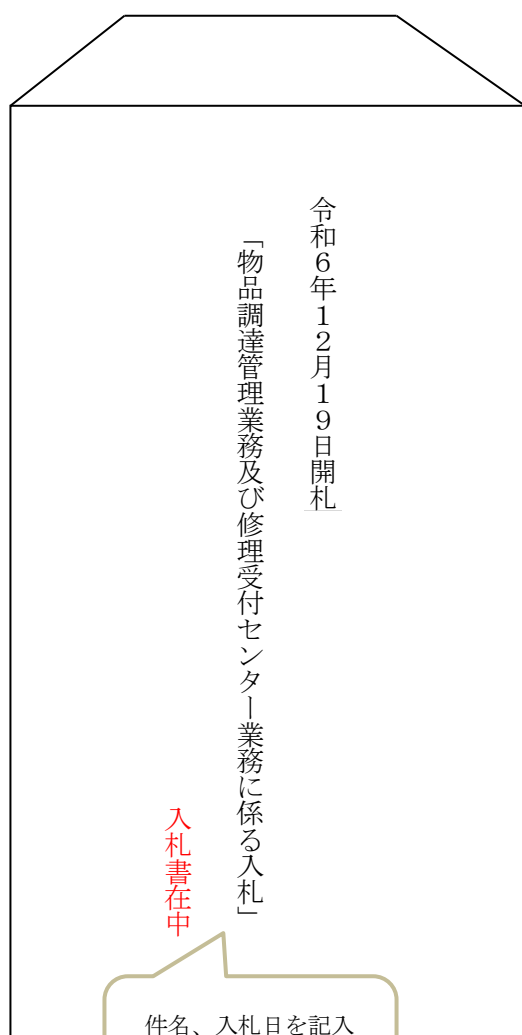 令和６年１２月１９日開札
「物品調達管理業務及び修理受付センター業務に係る入札」
入札書在中
件名、入札日を記入